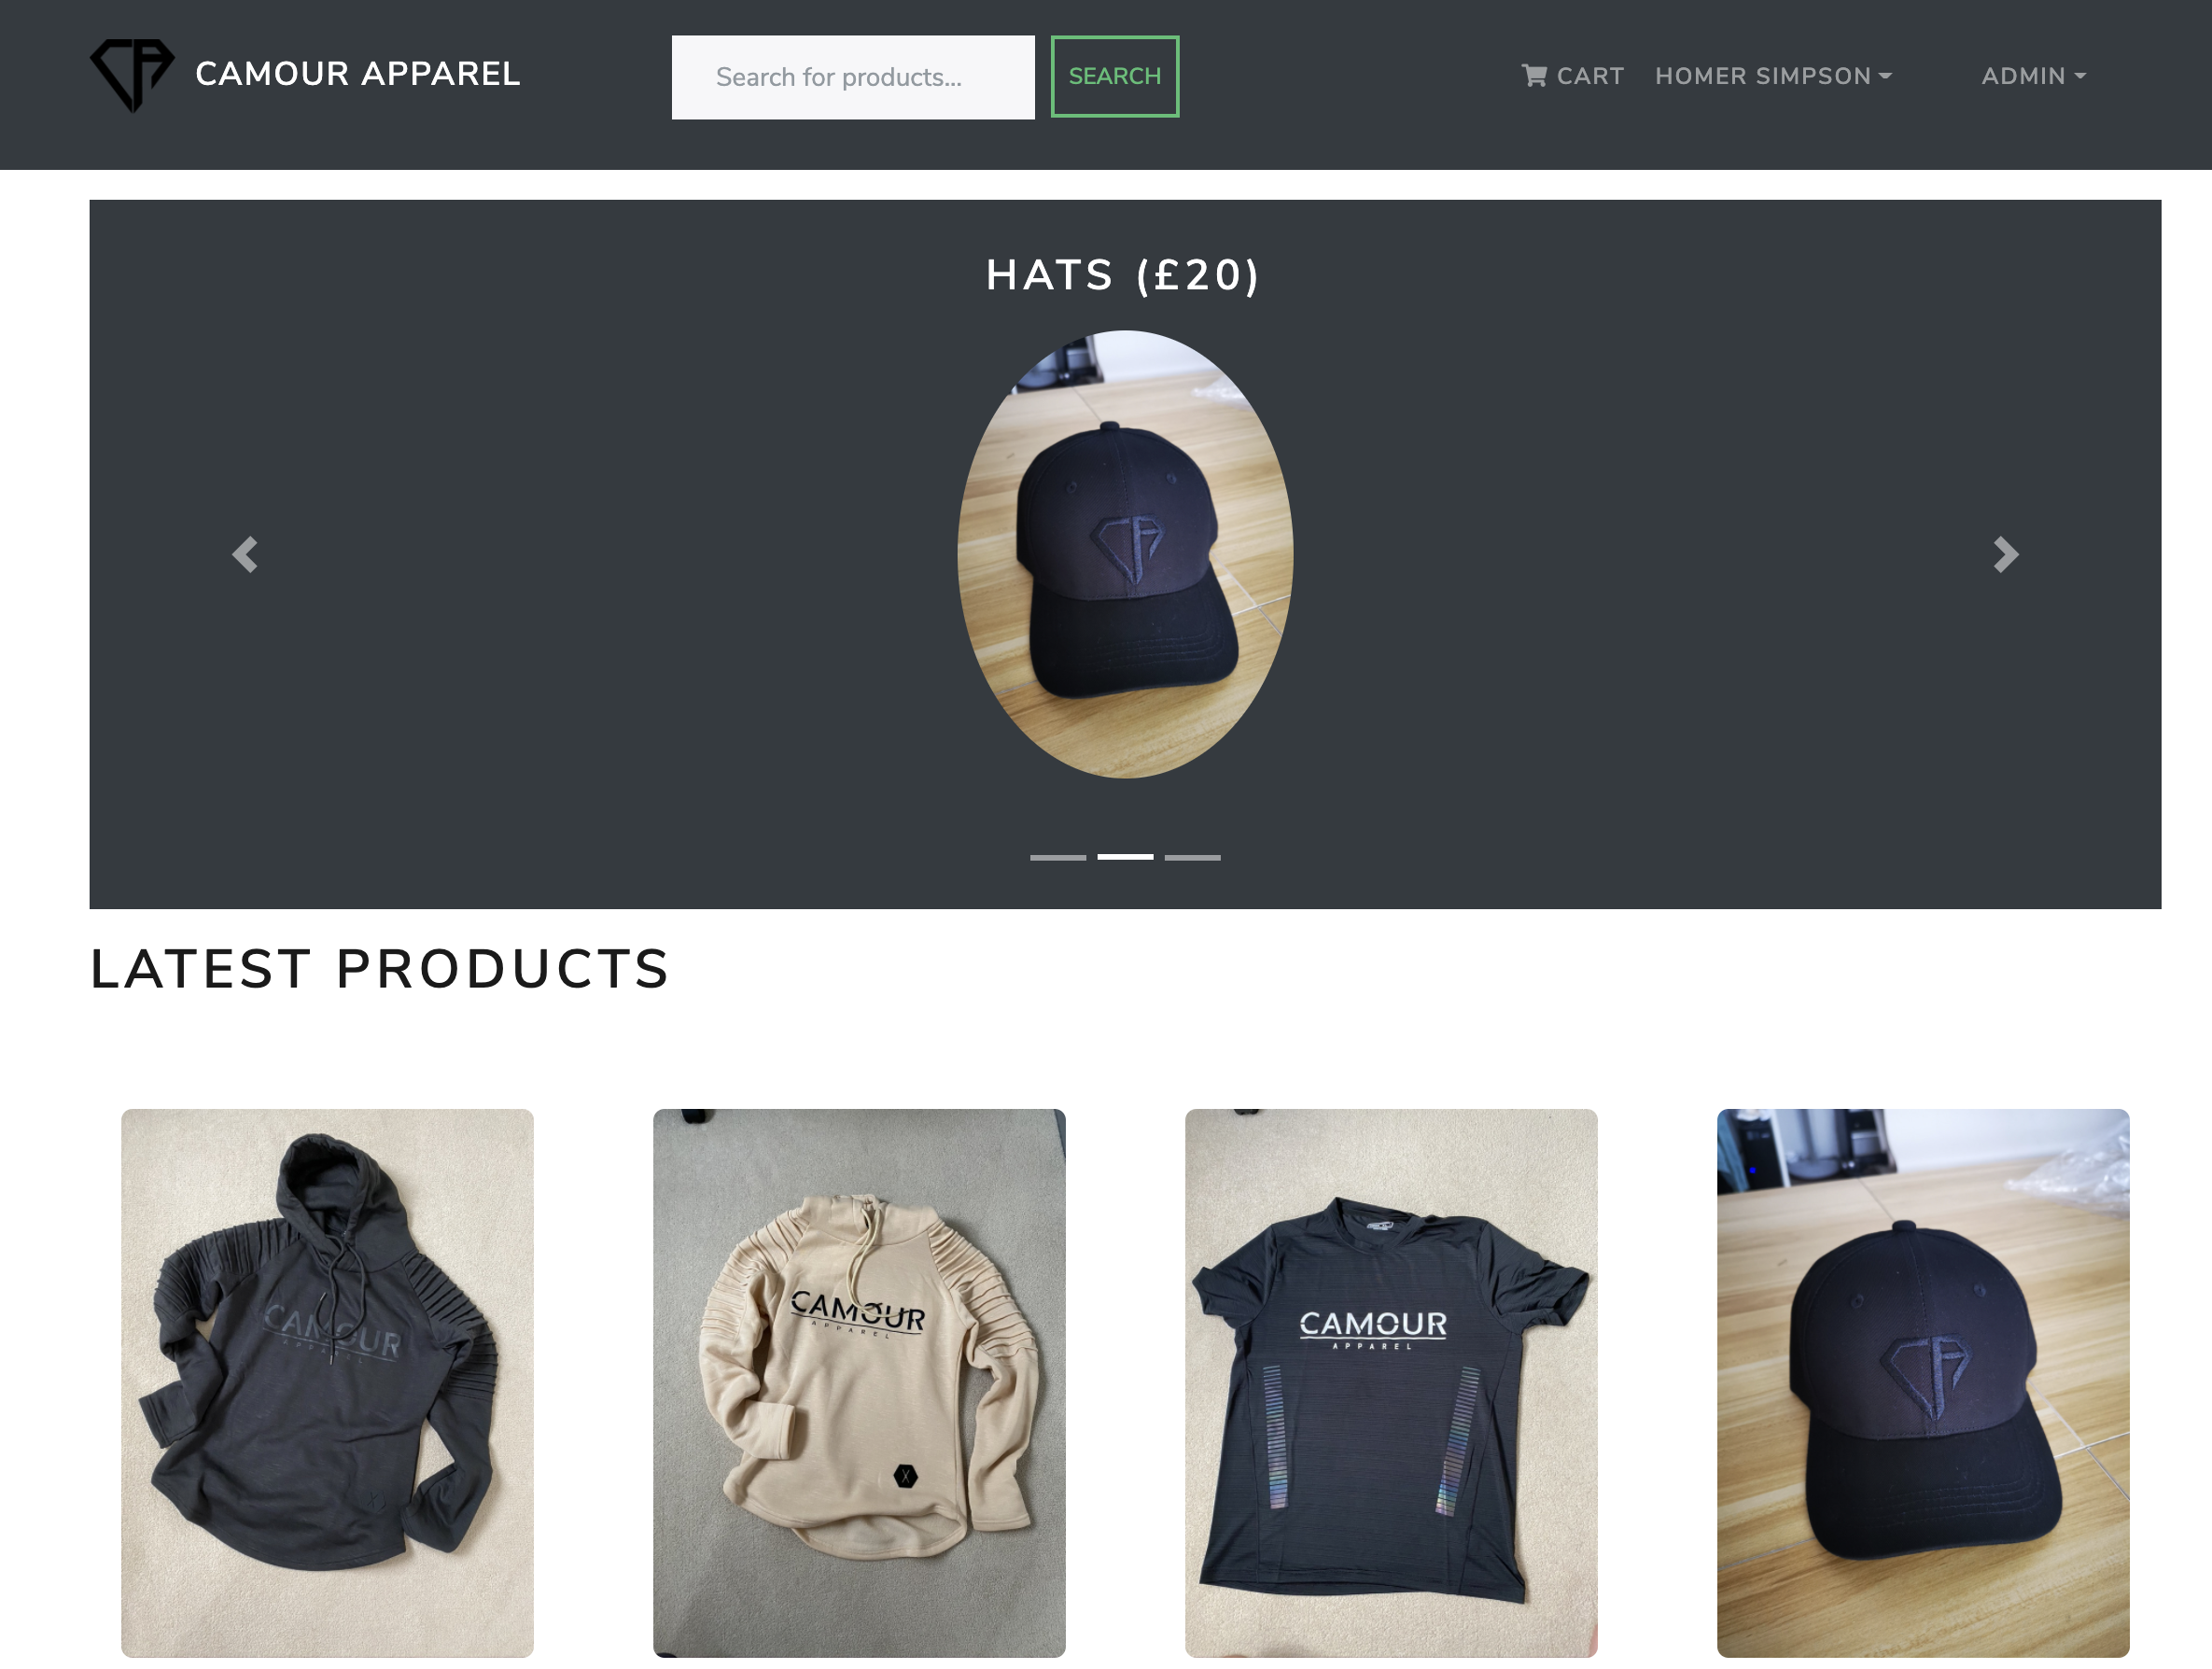 CAMOUR APPAREL
Search for products...
SEARCH
CART
HOMER SIMPSON
ADMIN
HATS (£20)
LATEST PRODUCTS
CAMOUR
APPAREL
CAMOUR
APPAREL
CAMOUR
APPAREL